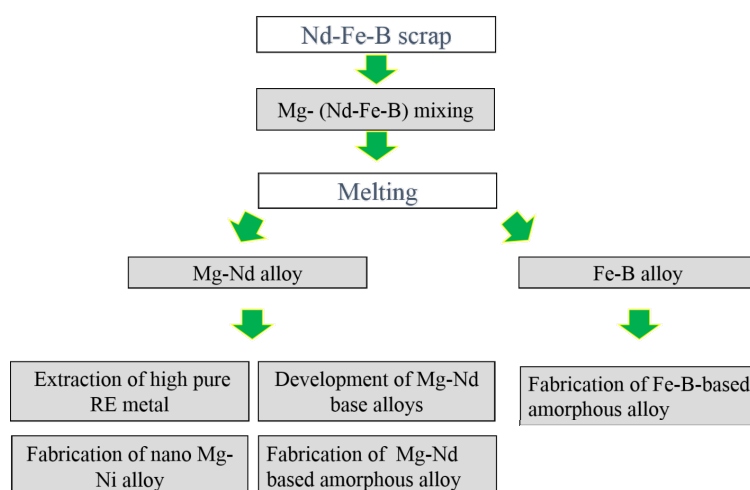 Nd-Fe-B scrap
Mg- (Nd-Fe-B) mixing
Melting
Mg-Nd alloy
Fe-B alloy
Extraction of high pure
RE metal
Development of Mg-Nd
base alloys
Fabrication of Fe-B-based
amorphous alloy
Fabrication of nano Mg-
Ni alloy
Fabrication of Mg-Nd
based amorphous alloy